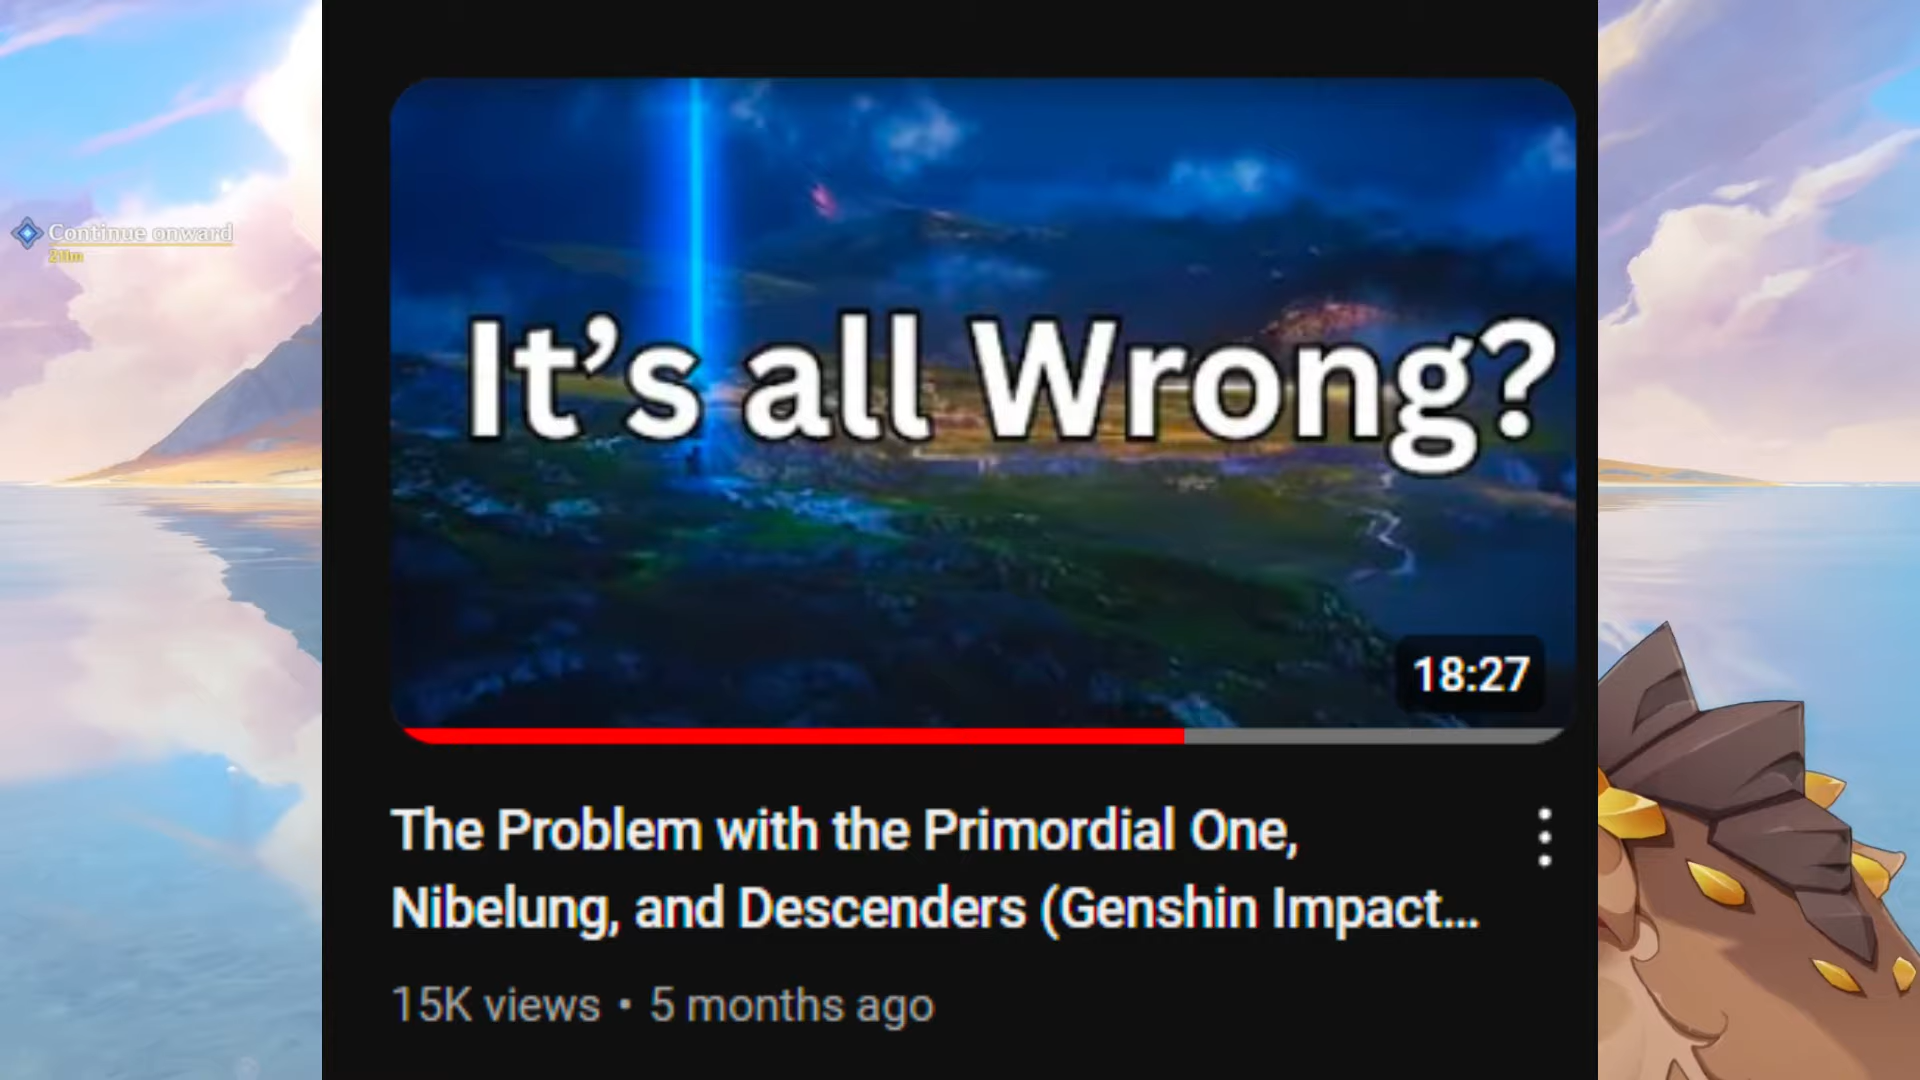 Continue onward
It's all Wrong?
18:27
The Problem with the Primordial One,
Nibelung, and Descenders (Genshin Impact...
15K views • 5 months ago